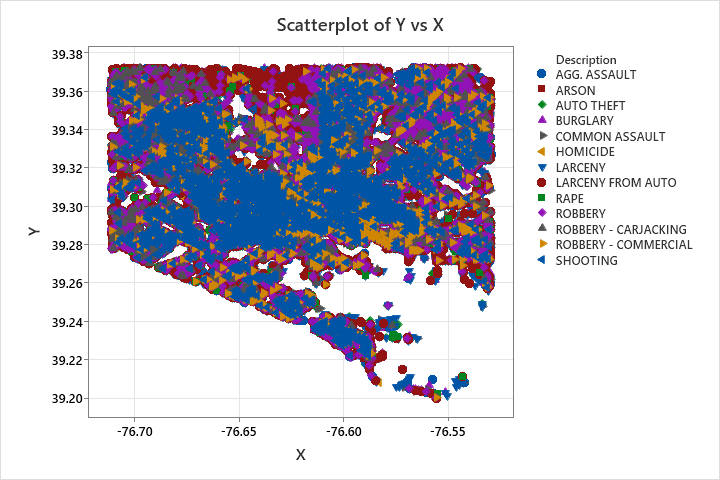 Scatterplot of Y vs X
39.38
39.36
39.34
39.32
39.30
39.28
39.26
39.24
39.22
39.20
Y
-76.70
-76.65
-76.60
-76.55
X
Description
AGG. ASSAULT
ARSON
AUTO THEFT
BURGLARY
COMMON ASSAULT
HOMICIDE
LARCENY
LARCENY FROM AUTO
RAPE
ROBBERY
ROBBERY - CARJACKING
ROBBERY - COMMERCIAL
SHOOTING